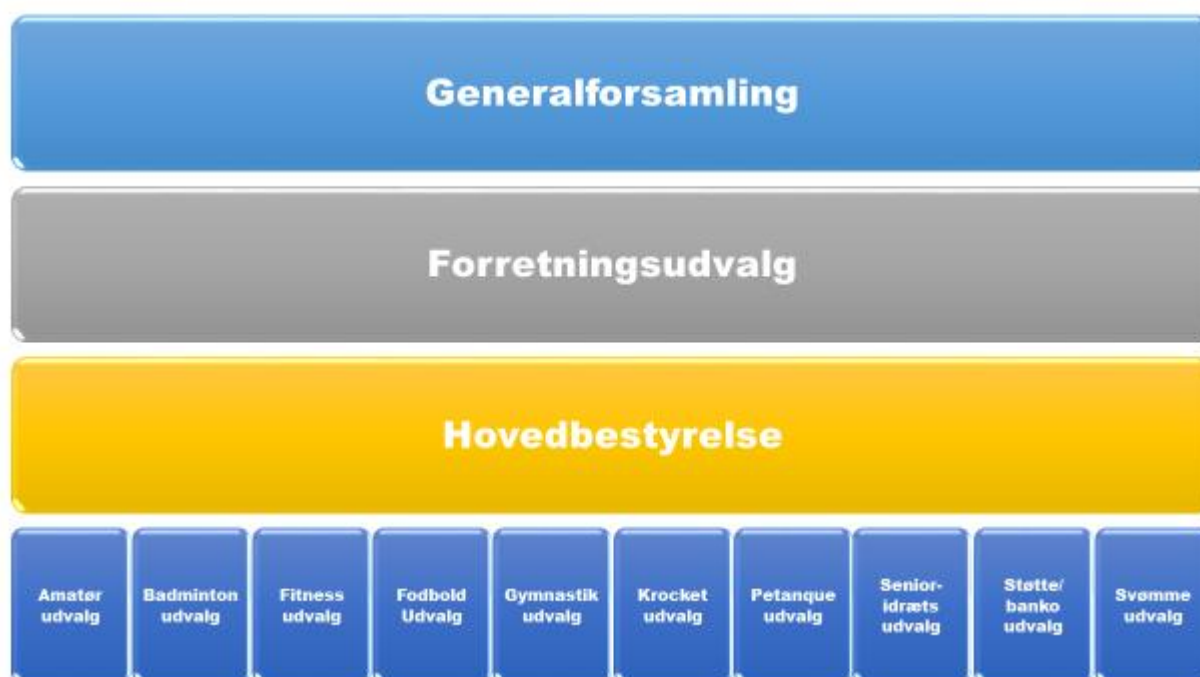 Generalforsamling
Forretningsudvalg
Hovedbestyrelse
Amatør
udvalg
Badminton
udvalg
Fitness
udvalg
Fodbold
Udvalg
Gymnastik
udvalg
Krocket
udvalg
Petanque
udvalg
Senior-
idræts
udvalg
Støtte/
banko
udvalg
Svømme
udvalg